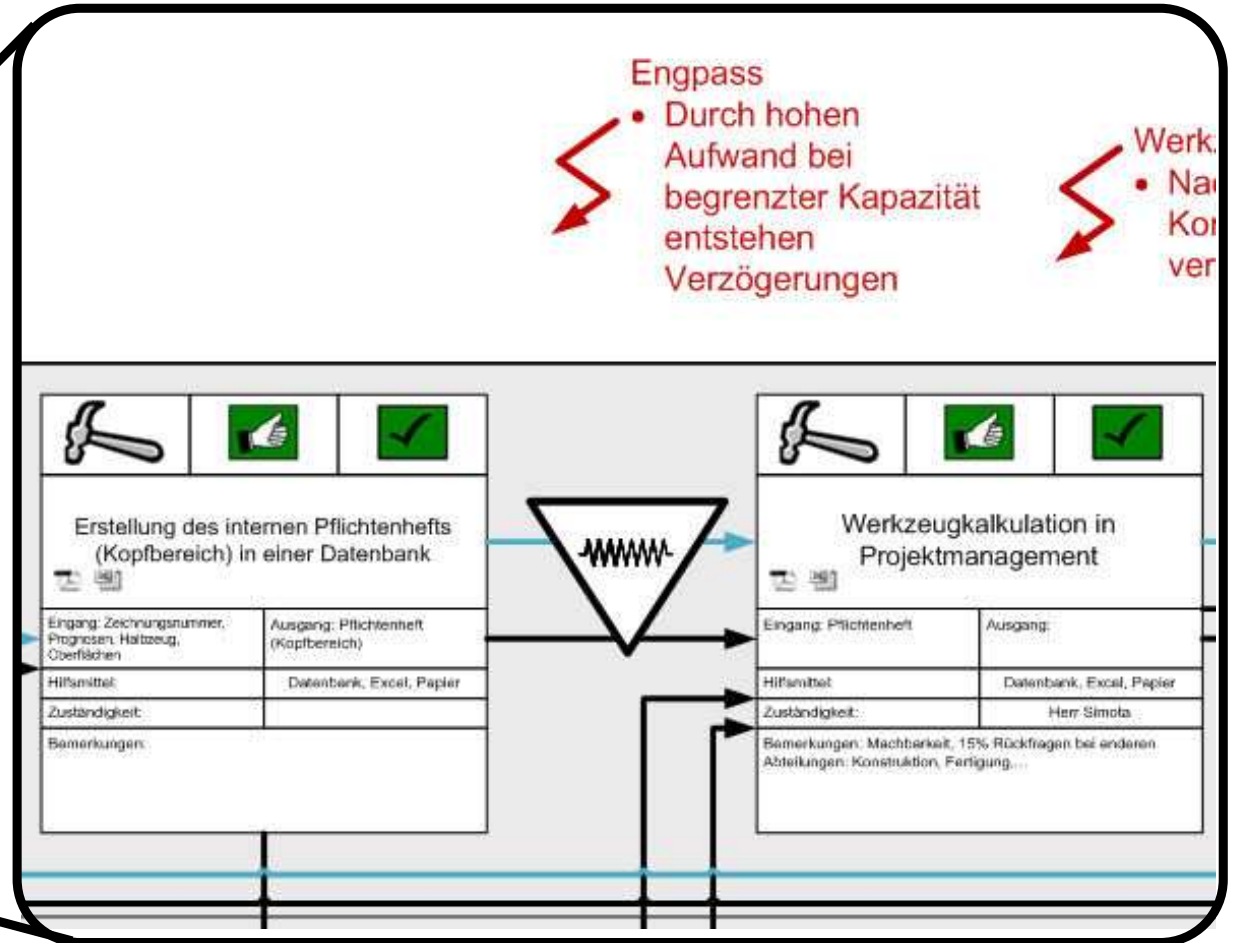 Engpass
• Durch hohen
Aufwand bei
begrenzter Kapazität
entstehen
Verzögerungen
Erstellung des internen Pflichtenhefts
(Kopfbereich) in einer Datenbank
Eingang: Zeichnungsnummer,
Prognosen, Halbzeug,
Oberflächen
Ausgang: Pflichtenheft
(Kopfbereich)
Hilfsmittel:
Datenbank, Excel, Papier
Zuständigkeit:
Bemerkungen:
Werkzeugkalkulation in
Projektmanagement
Eingang: Pflichtenheft
Ausgang:
Hilfsmittel:
Datenbank, Excel, Papier
Zuständigkeit:
Herr Simota
Bemerkungen: Machbarkeit, 15% Rückfragen bei anderen
Abteilungen: Konstruktion, Fertigung,...